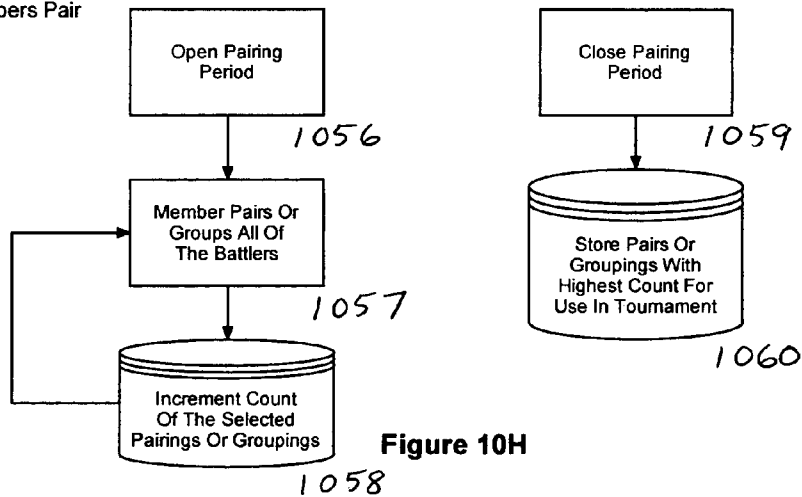 Pair
Open Pairing
Period
1056
Member Pairs Or
Groups All Of
The Battlers
1057
Increment Count
Of The Selected
Pairings Or Groupings
1058
Close Pairing
Period
1059
Store Pairs Or
Groupings With
Highest Count For
Use In Tournament
1060
Figure 10H